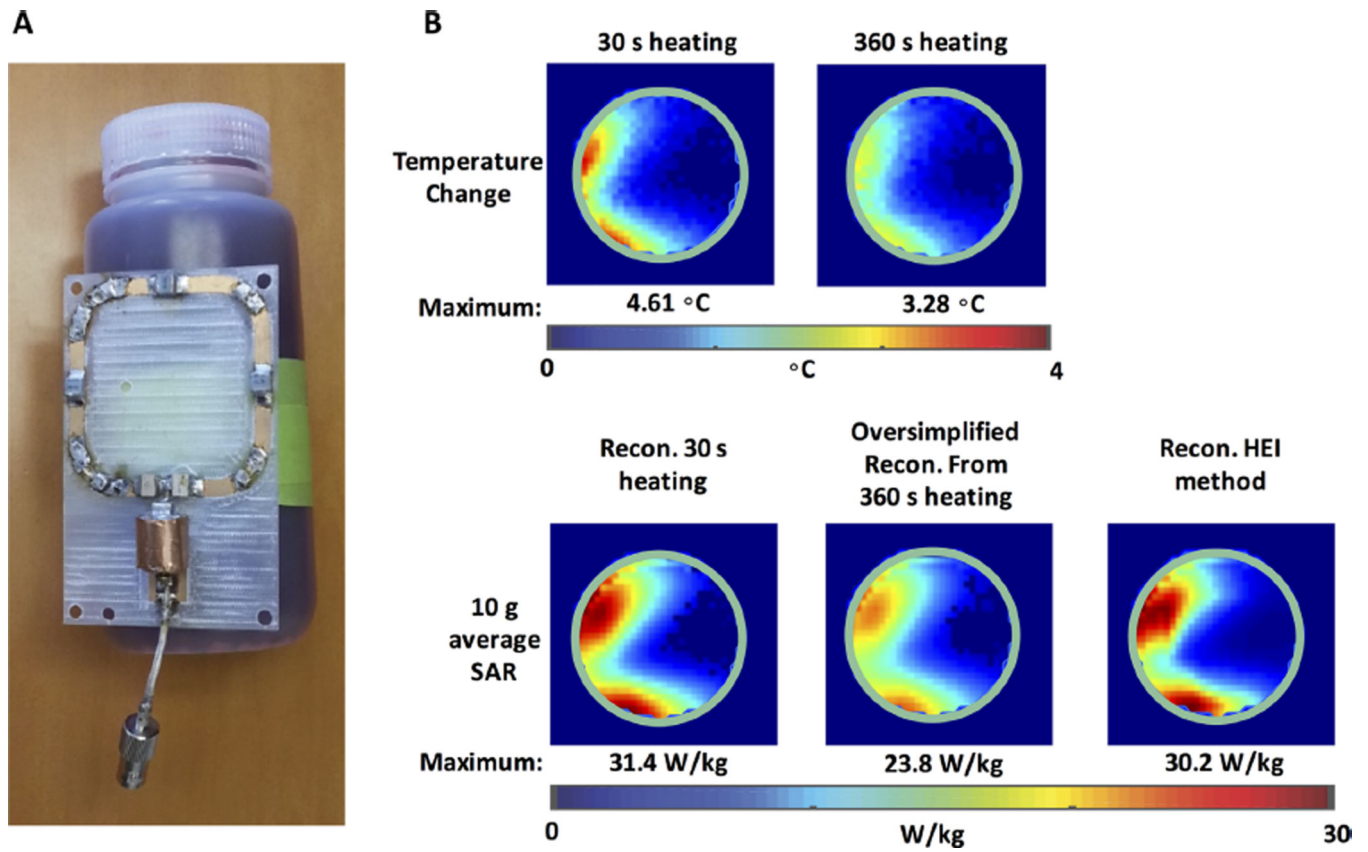 A
B
30 s heating
360 s heating
Temperature
Change
Maximum:
4.61 °C
3.28 °C
0
°C
4
Recon. 30 s
heating
Oversimplified
Recon. From
360 s heating
Recon. HEI
method
10 g
average
SAR
Maximum:
31.4 W/kg
23.8 W/kg
30.2 W/kg
0
W/kg
30